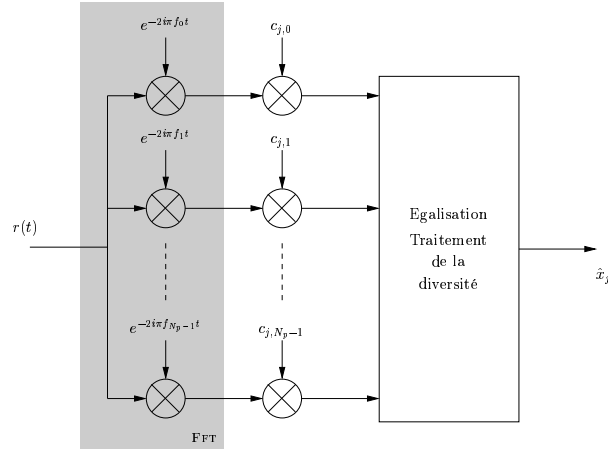 e^{-2iπf_0t}
c_{j,0}
e^{-2iπf_1t}
c_{j,1}
r(t)
Egalisation
Traitement
de la
diversité
x̂_j
e^{-2iπf_{N_p-1}t}
c_{j,N_p-1}
FFT